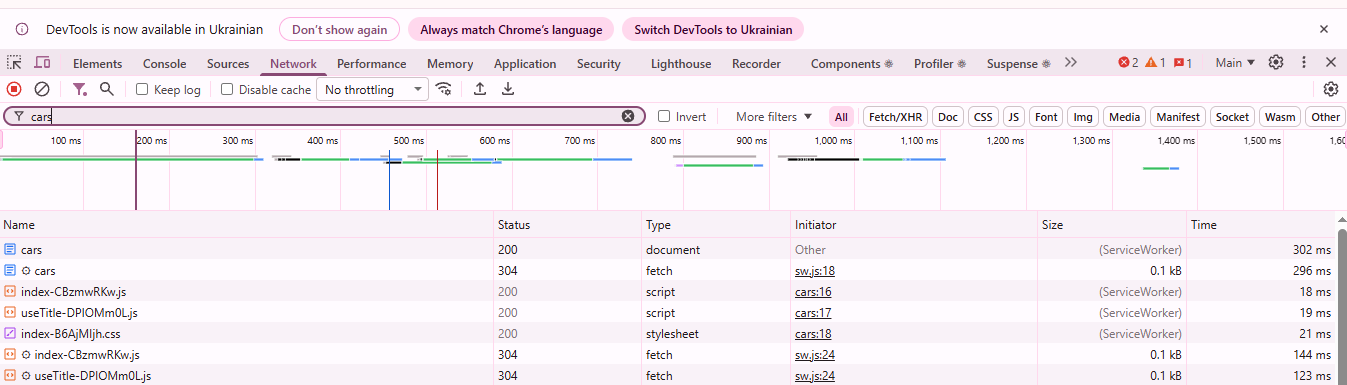 DevTools is now available in Ukrainian Don't show again Always match Chrome's language Switch DevTools to Ukrainian
Elements Console Sources Network Performance Memory Application Security Lighthouse Recorder Components Profiler Suspense 2 1 1 Main
Keep log Disable cache No throttling
cars Invert More filters All Fetch/XHR Doc CSS JS Font Img Media Manifest Socket Wasm Other
100 ms 200 ms 300 ms 400 ms 500 ms 600 ms 700 ms 800 ms 900 ms 1,000 ms 1,100 ms 1,200 ms 1,300 ms 1,400 ms 1,500 ms 1,60
Name Status Type Initiator Size Time
cars 200 document Other (ServiceWorker) 302 ms
cars 304 fetch sw.js:18 0.1 kB 296 ms
index-CBzmwRKw.js 200 script cars:16 (ServiceWorker) 18 ms
useTitle-DPIOMm0L.js 200 script cars:17 (ServiceWorker) 19 ms
index-B6AjMIjh.css 200 stylesheet cars:18 (ServiceWorker) 21 ms
index-CBzmwRKw.js 304 fetch sw.js:24 0.1 kB 144 ms
useTitle-DPIOMm0L.js 304 fetch sw.js:24 0.1 kB 123 ms